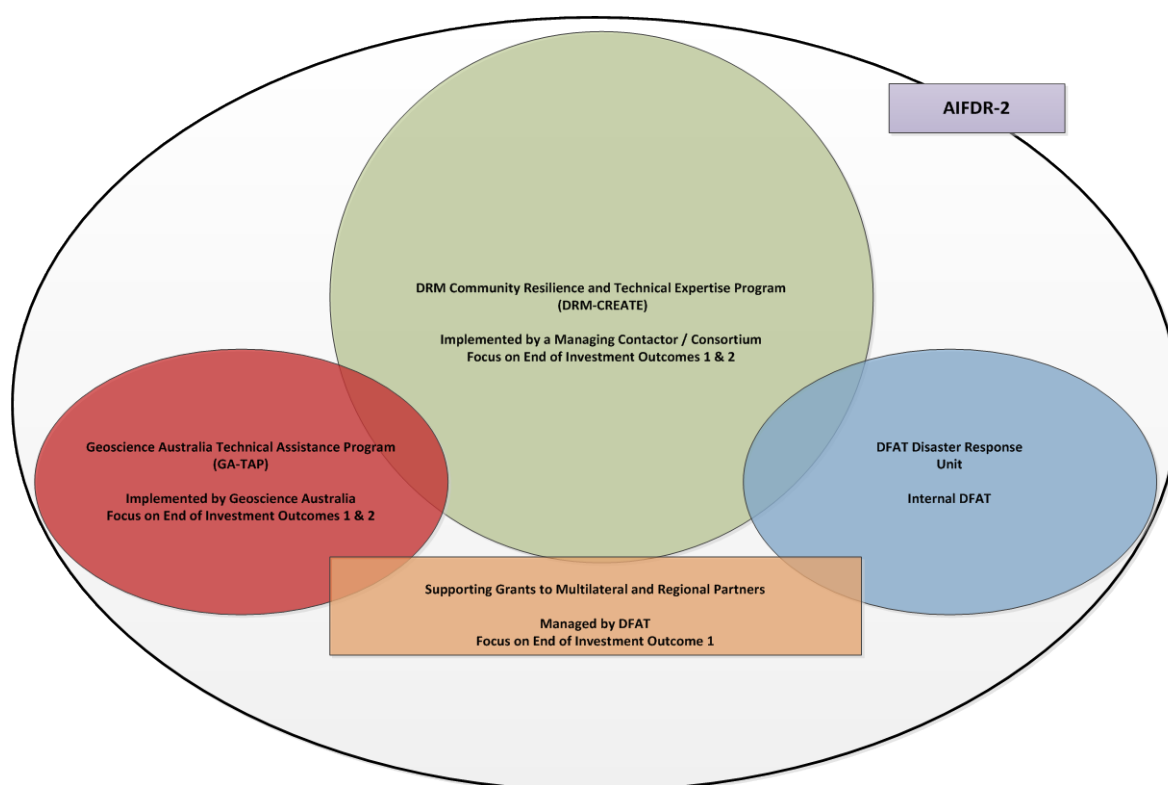 AIFDR-2
DRM Community Resilience and Technical Expertise Program
(DRM-CREATE)
Implemented by a Managing Contactor / Consortium
Focus on End of Investment Outcomes 1 & 2
Geoscience Australia Technical Assistance Program
(GA-TAP)
Implemented by Geoscience Australia
Focus on End of Investment Outcomes 1 & 2
DFAT Disaster Response
Unit
Internal DFAT
Supporting Grants to Multilateral and Regional Partners
Managed by DFAT
Focus on End of Investment Outcome 1